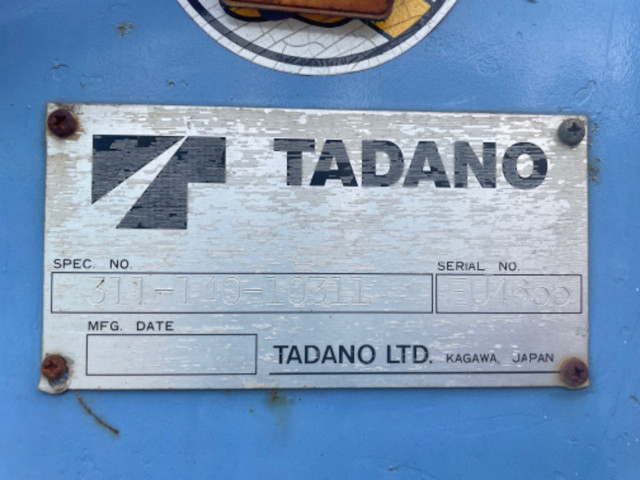 TADANO
SPEC. NO.
SERIAL NO.
MFG. DATE
TADANO LTD. KAGAWA, JAPAN